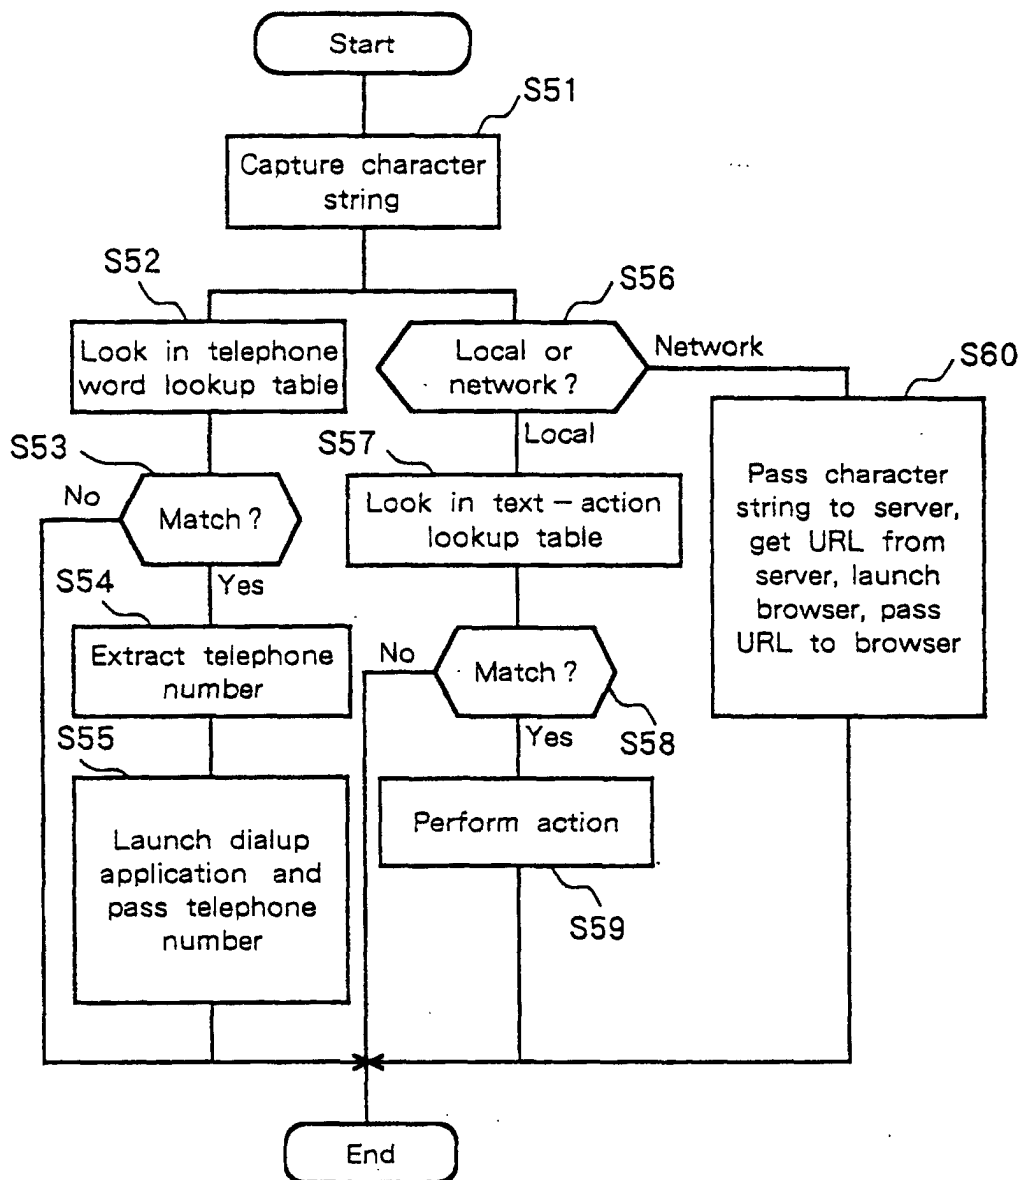 Start
S51
Capture character
string
S52
S56
Look in telephone
word lookup table
Local or
network?
Network
S60
Local
S53
S57
No
Match?
Look in text-action
lookup table
Pass character
string to server,
get URL from
server, launch
browser, pass
URL to browser
Yes
S54
Extract telephone
number
No
Match?
S58
Yes
S55
Launch dialup
application and
pass telephone
number
Perform action
S59
End